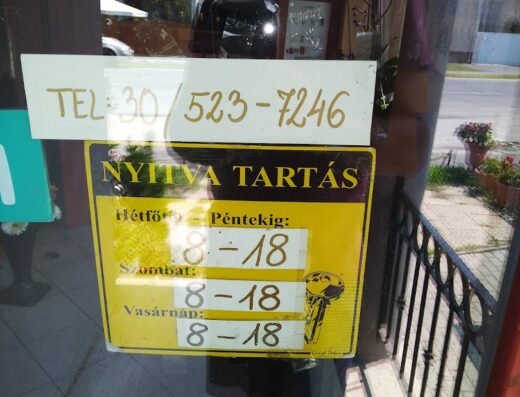 TEL: 30/523-7246
NYITVA TARTÁS
Hétfőtől - Péntekig:
8-18
Szombat:
8-18
Vasárnap:
8-18